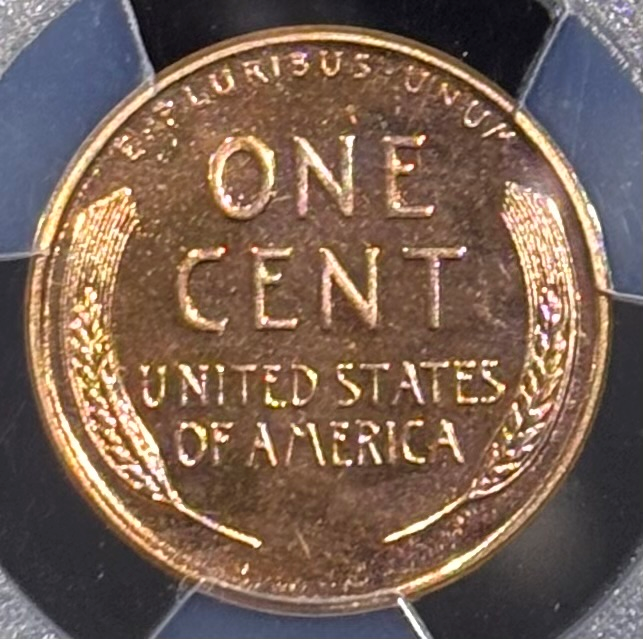 E·PLURIBUS·UNUM
ONE
CENT
UNITED STATES
OF AMERICA